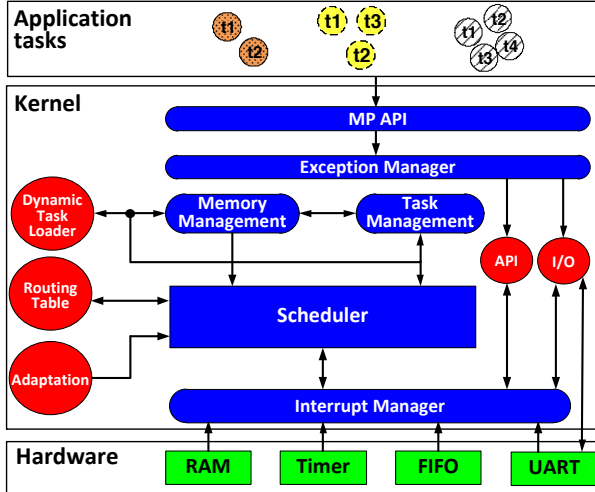 Application
tasks
t1
t2
t1
t3
t2
t1
t2
t3
t4
Kernel
MP API
Exception Manager
Dynamic
Task
Loader
Memory
Management
Task
Management
API
I/O
Routing
Table
Scheduler
Adaptation
Interrupt Manager
Hardware
RAM
Timer
FIFO
UART